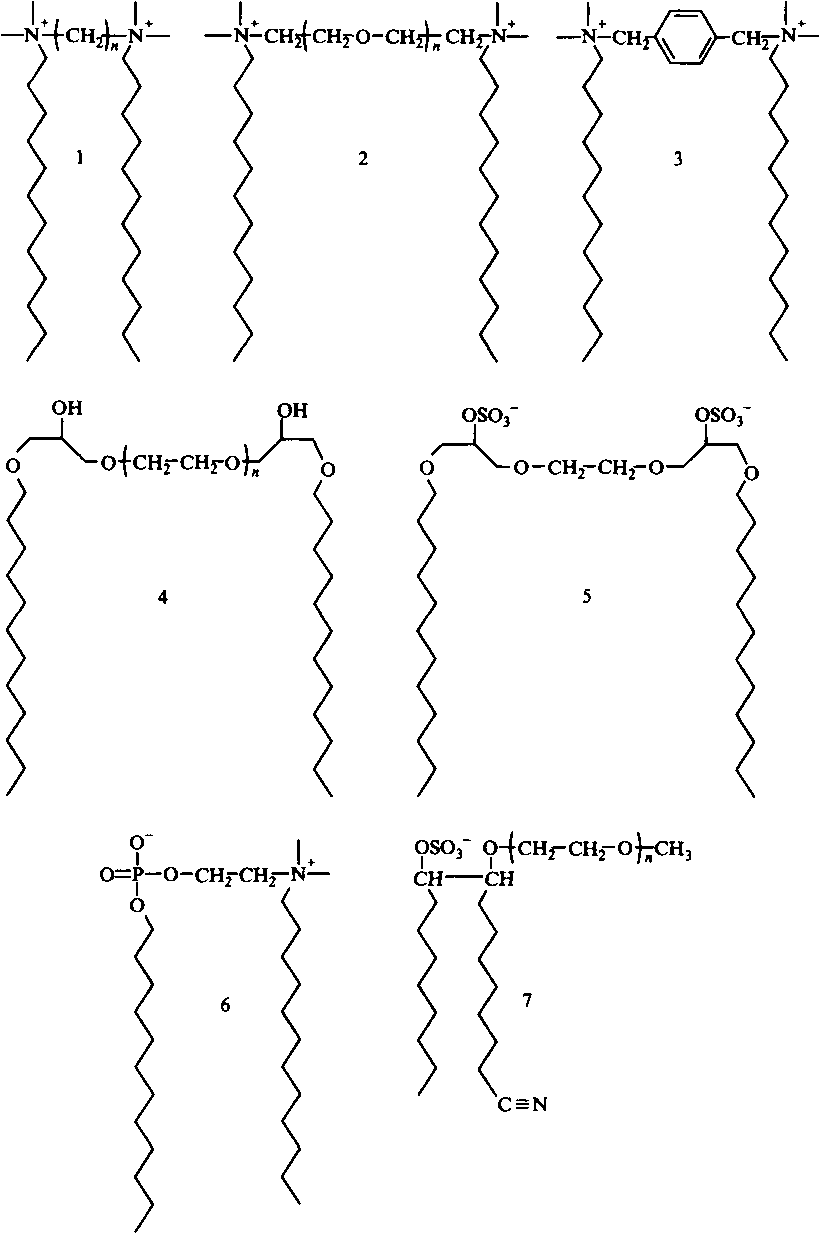 N⁺–(CH₂)ₙ–N⁺ N⁺–CH₂(CH₂–O–CH₂)ₙ–CH₂–N⁺ N⁺–CH₂ CH₂–N⁺
1 2 3
OH OH OSO₃⁻ OSO₃⁻
O O–(CH₂–CH₂–O)ₙ O O O–CH₂–CH₂–O O
4 5
O⁻ OSO₃⁻ O–(CH₂–CH₂–O)ₙ–CH₃
O=P–O–CH₂–CH₂–N⁺ CH CH
O
6 7
C≡N